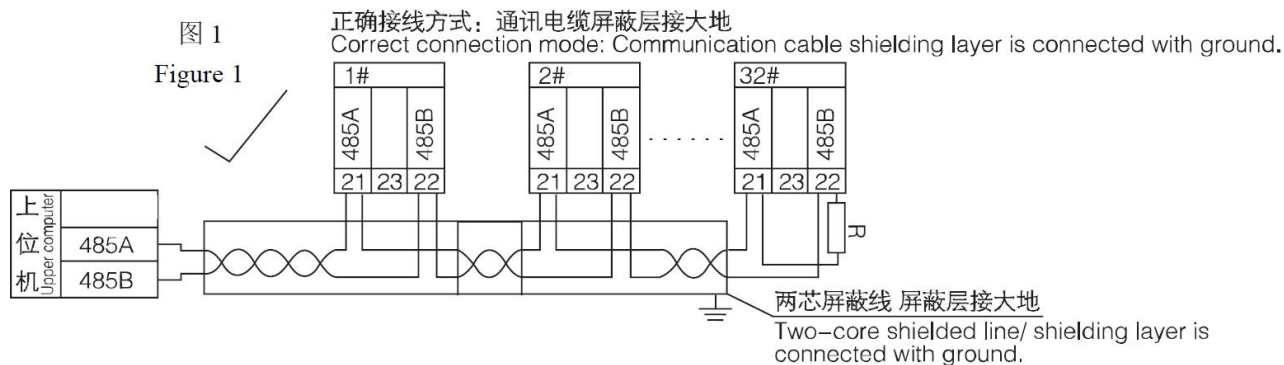 图 1
Figure 1
正确接线方式：通讯电缆屏蔽层接大地
Correct connection mode: Communication cable shielding layer is connected with ground.
1#
485A
485B
21
23
22
2#
485A
485B
21
23
22
32#
485A
485B
21
23
22
R
上位机
Upper computer
485A
485B
两芯屏蔽线 屏蔽层接大地
Two-core shielded line/ shielding layer is
connected with ground.